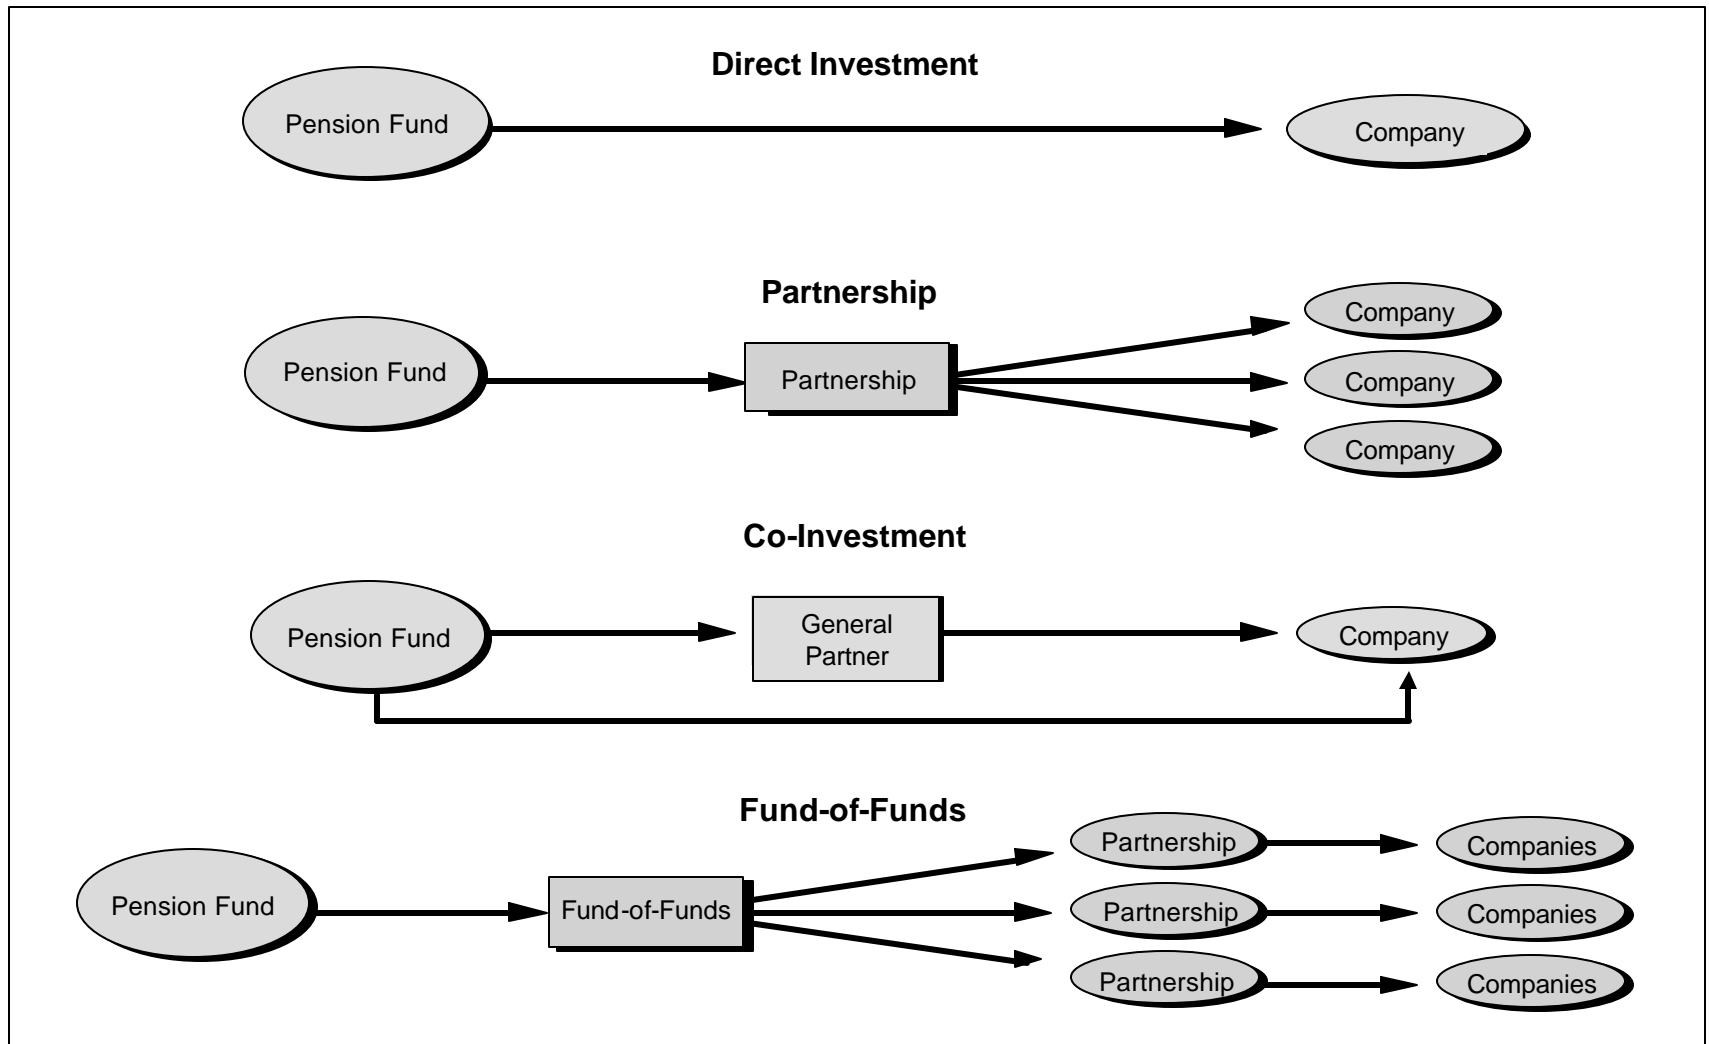 Direct Investment
Pension Fund
Company
Partnership
Company
Pension Fund
Partnership
Company
Company
Co-Investment
Pension Fund
General
Partner
Company
Fund-of-Funds
Partnership
Companies
Pension Fund
Fund-of-Funds
Partnership
Companies
Partnership
Companies